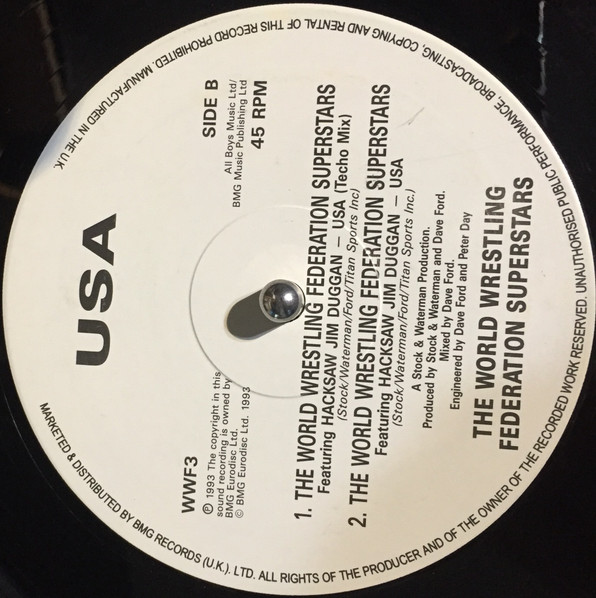 USA
WWF3
℗ 1993 The copyright in this
sound recording is owned by
BMG Eurodisc Ltd.
© BMG Eurodisc Ltd. 1993
SIDE B
All Boys Music Ltd/
BMG Music Publishing Ltd
45 RPM
1. THE WORLD WRESTLING FEDERATION SUPERSTARS
Featuring HACKSAW JIM DUGGAN – USA (Techo Mix)
(Stock/Waterman/Ford/Titan Sports Inc)
2. THE WORLD WRESTLING FEDERATION SUPERSTARS
Featuring HACKSAW JIM DUGGAN – USA
(Stock/Waterman/Ford/Titan Sports Inc.)
A Stock & Waterman Production.
Produced by Stock & Waterman and Dave Ford.
Mixed by Dave Ford.
Engineered by Dave Ford and Peter Day
THE WORLD WRESTLING
FEDERATION SUPERSTARS
MARKETED & DISTRIBUTED BY BMG RECORDS (U.K.). LTD. ALL RIGHTS OF THE PRODUCER AND OF THE OWNER OF THE RECORDED WORK RESERVED. UNAUTHORISED PUBLIC PERFORMANCE, BROADCASTING, COPYING AND RENTAL OF THIS RECORD PROHIBITED. MANUFACTURED IN THE U.K.